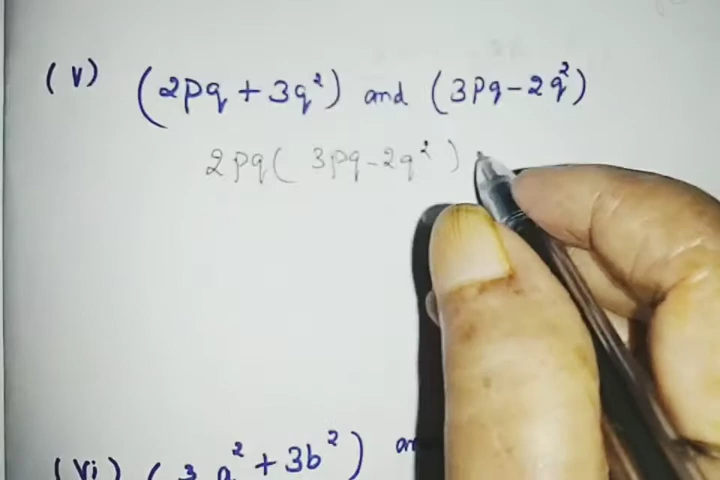 (v) (2pq + 3q²) and (3pq - 2q²)
2pq( 3pq - 2q² )
(vi) (3a² + 3b²)